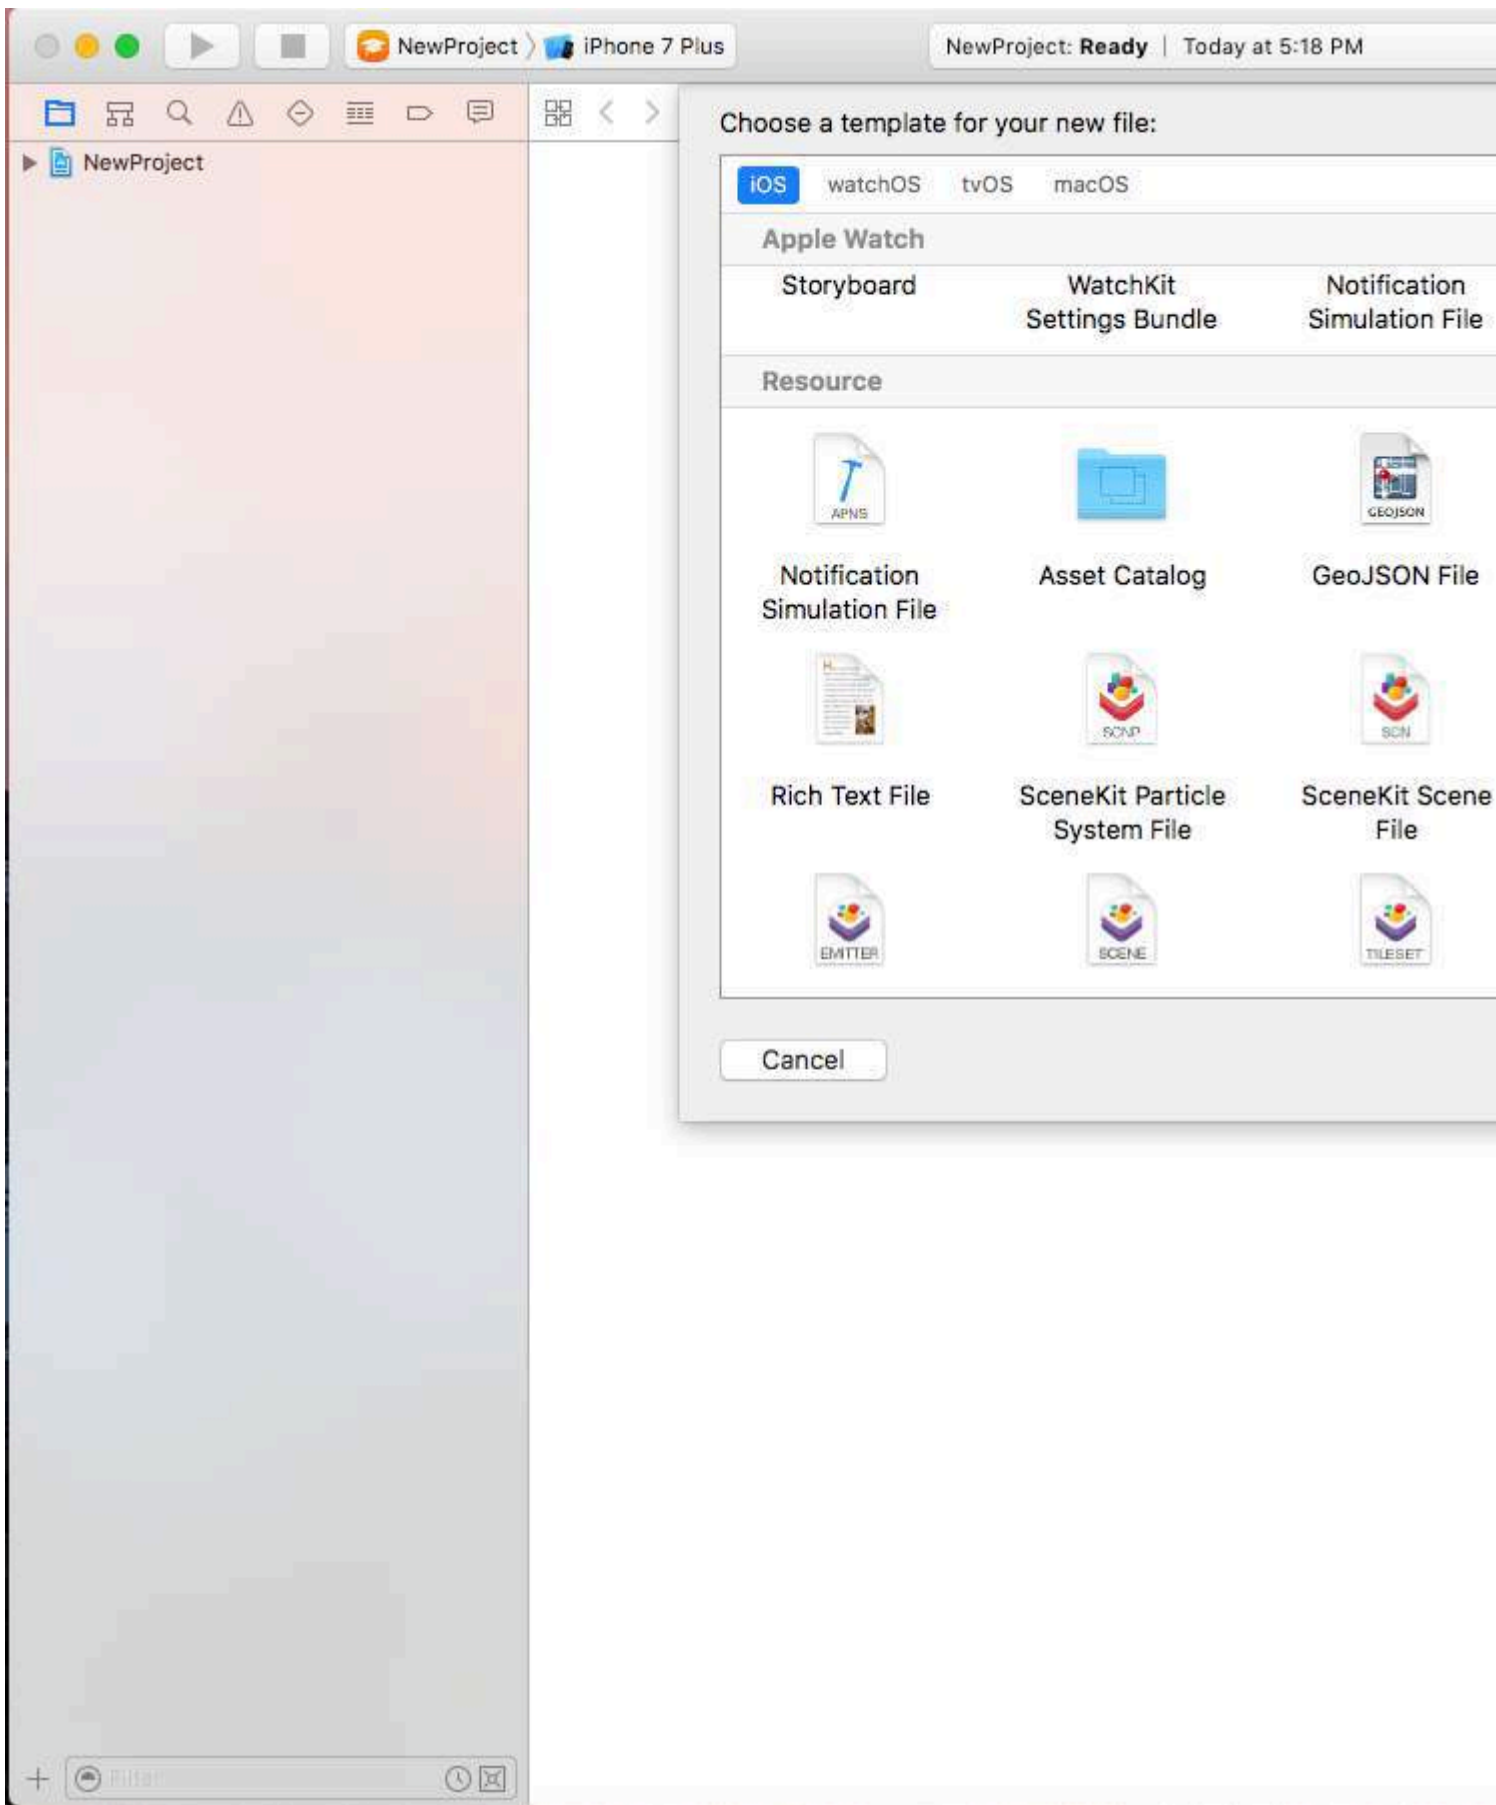 NewProject
iPhone 7 Plus
NewProject: Ready | Today at 5:18 PM
NewProject
Choose a template for your new file:
iOS watchOS tvOS macOS
Apple Watch
Storyboard
WatchKit
Settings Bundle
Notification
Simulation File
Resource
APNS
GEOJSON
Notification
Simulation File
Asset Catalog
GeoJSON File
SCNP
SCN
Rich Text File
SceneKit Particle
System File
SceneKit Scene
File
EMITTER
SCENE
TILESET
Cancel
Filter